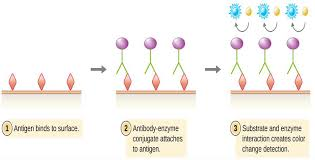 1 Antigen binds to surface.
2 Antibody-enzyme
conjugate attaches
to antigen.
3 Substrate and enzyme
interaction creates color
change detection.